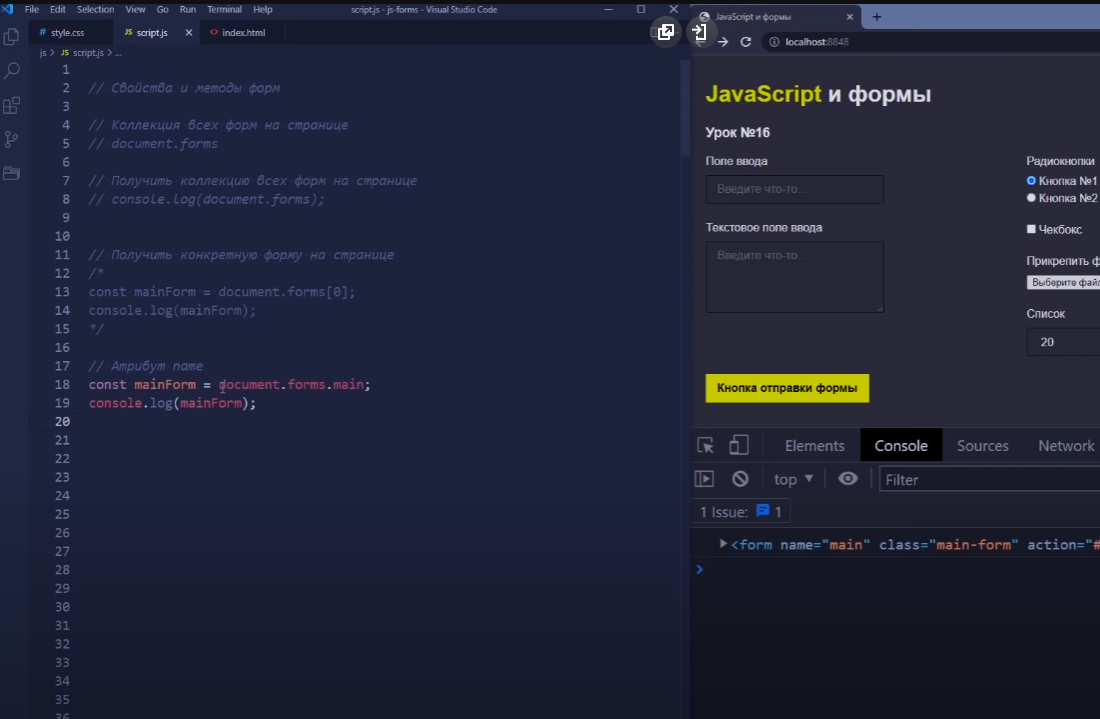 File Edit Selection View Go Run Terminal Help script.js - js-forms - Visual Studio Code
# style.css JS script.js <> index.html
js > JS script.js > ...
1
2 // Свойства и методы форм
3
4 // Коллекция всех форм на странице
5 // document.forms
6
7 // Получить коллекцию всех форм на странице
8 // console.log(document.forms);
9
10
11 // Получить конкретную форму на странице
12 /*
13 const mainForm = document.forms[0];
14 console.log(mainForm);
15 */
16
17 // Атрибут name
18 const mainForm = document.forms.main;
19 console.log(mainForm);
20
21
22
23
24
25
26
27
28
29
30
31
32
33
34
35
36
JavaScript и формы
localhost:8848
JavaScript и формы
Урок №16
Поле ввода
Введите что-то...
Текстовое поле ввода
Введите что-то...
Кнопка отправки формы
Радиокнопки
Кнопка №1
Кнопка №2
Чекбокс
Прикрепить ф
Выберите файл
Список
20
Elements Console Sources Network
top Filter
1 Issue: 1
<form name="main" class="main-form" action="#
>